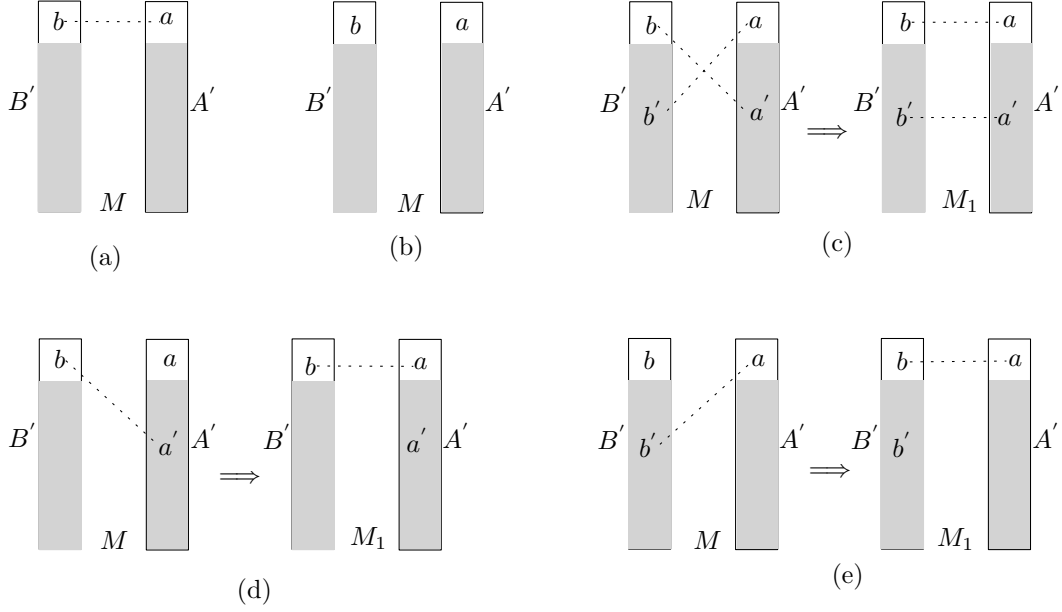 b a b a b a b a
B′ A′ B′ A′ B′ b′ a′ A′ ⟹ B′ b′ a′ A′
M M M M₁
(a) (b) (c)
b a b a b a b a
B′ a′ A′ ⟹ B′ a′ A′ B′ b′ A′ ⟹ B′ b′
M M₁ M M₁
(d) (e)
A′